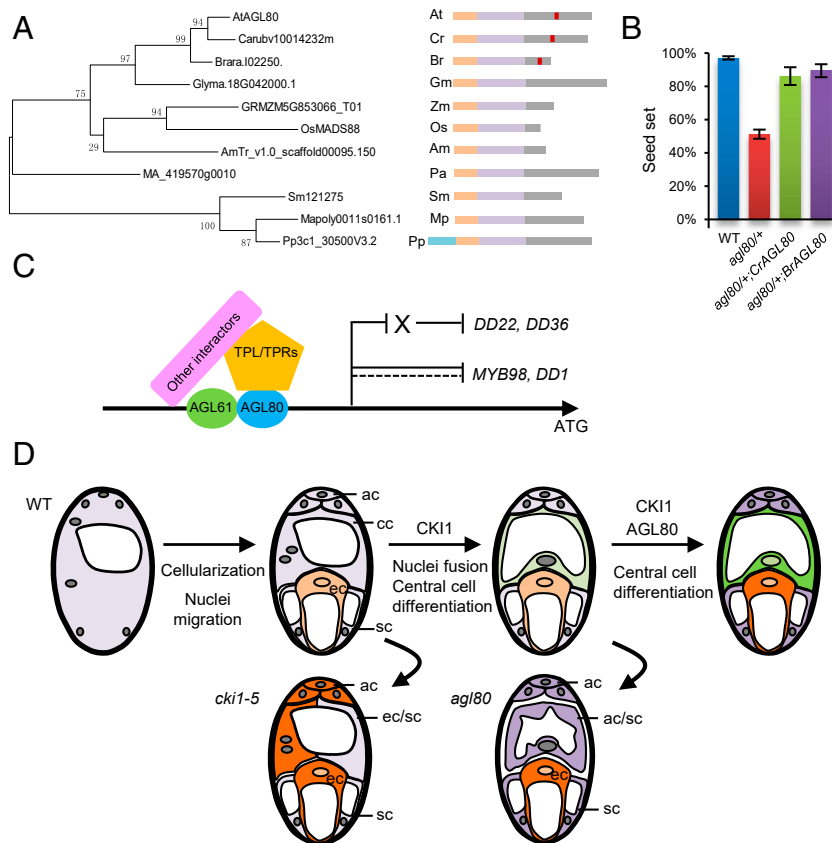 A
AtAGL80
94
Carubv10014232m
99
Brara.I02250.
97
Glyma.18G042000.1
75
GRMZM5G853066_T01
94
OsMADS88
29
AmTr_v1.0_scaffold00095.150
MA_419570g0010
Sm121275
100
Mapoly0011s0161.1
87
Pp3c1_30500V3.2
At
Cr
Br
Gm
Zm
Os
Am
Pa
Sm
Mp
Pp
B
Seed set
100%
80%
60%
40%
20%
0%
WT
agl80/+
agl80/+;CrAGL80
agl80/+;BrAGL80
C
Other interactors
TPL/TPRs
AGL61
AGL80
X
DD22, DD36
MYB98, DD1
ATG
D
WT
Cellularization
Nuclei
migration
ac
cc
ec
sc
CKI1
Nuclei fusion
Central cell
differentiation
CKI1
AGL80
Central cell
differentiation
cki1-5
ac
ec/sc
ec
sc
agl80
ac
ac/sc
ec
sc